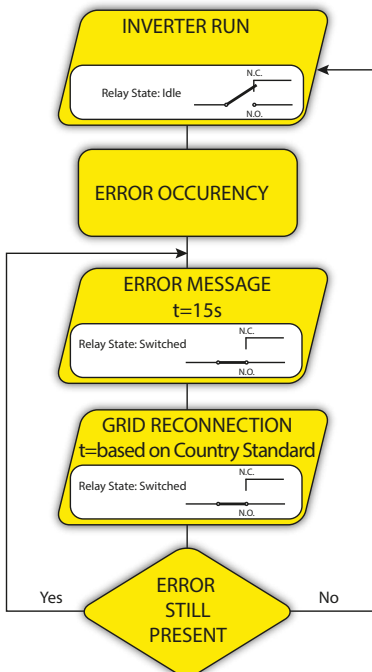 INVERTER RUN
N.C.
Relay State: Idle
N.O.
ERROR OCCURENCY
ERROR MESSAGE
t=15s
N.C.
Relay State: Switched
N.O.
GRID RECONNECTION
t=based on Country Standard
N.C.
Relay State: Switched
N.O.
Yes
ERROR
STILL
PRESENT
No